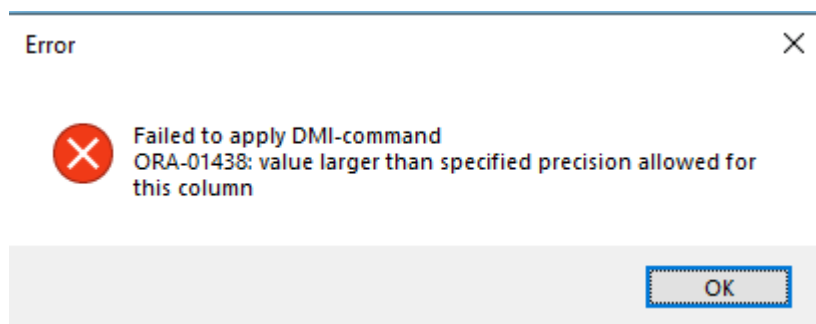 Error
Failed to apply DMI-command
ORA-01438: value larger than specified precision allowed for
this column
OK